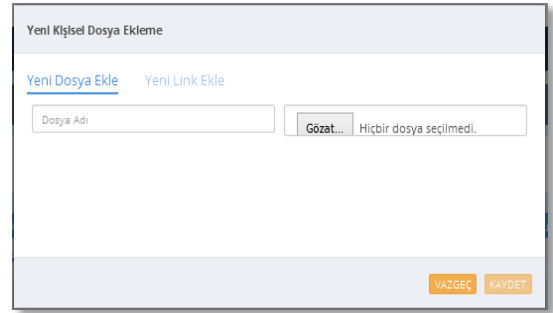 Yeni Kişisel Dosya Ekleme
Yeni Dosya Ekle Yeni Link Ekle
Dosya Adı Gözat... Hiçbir dosya seçilmedi.
VAZGEÇ KAYDET